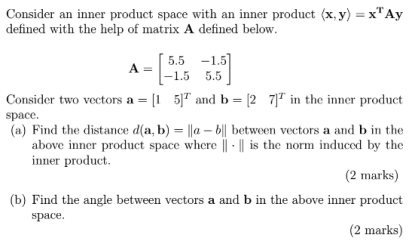 Consider an inner product space with an inner product ⟨x, y⟩ = xᵀAy
defined with the help of matrix A defined below.
A = [ 5.5 −1.5
−1.5 5.5 ]
Consider two vectors a = [1 5]ᵀ and b = [2 7]ᵀ in the inner product
space.
(a) Find the distance d(a, b) = ‖a − b‖ between vectors a and b in the
above inner product space where ‖ · ‖ is the norm induced by the
inner product.
(2 marks)
(b) Find the angle between vectors a and b in the above inner product
space.
(2 marks)